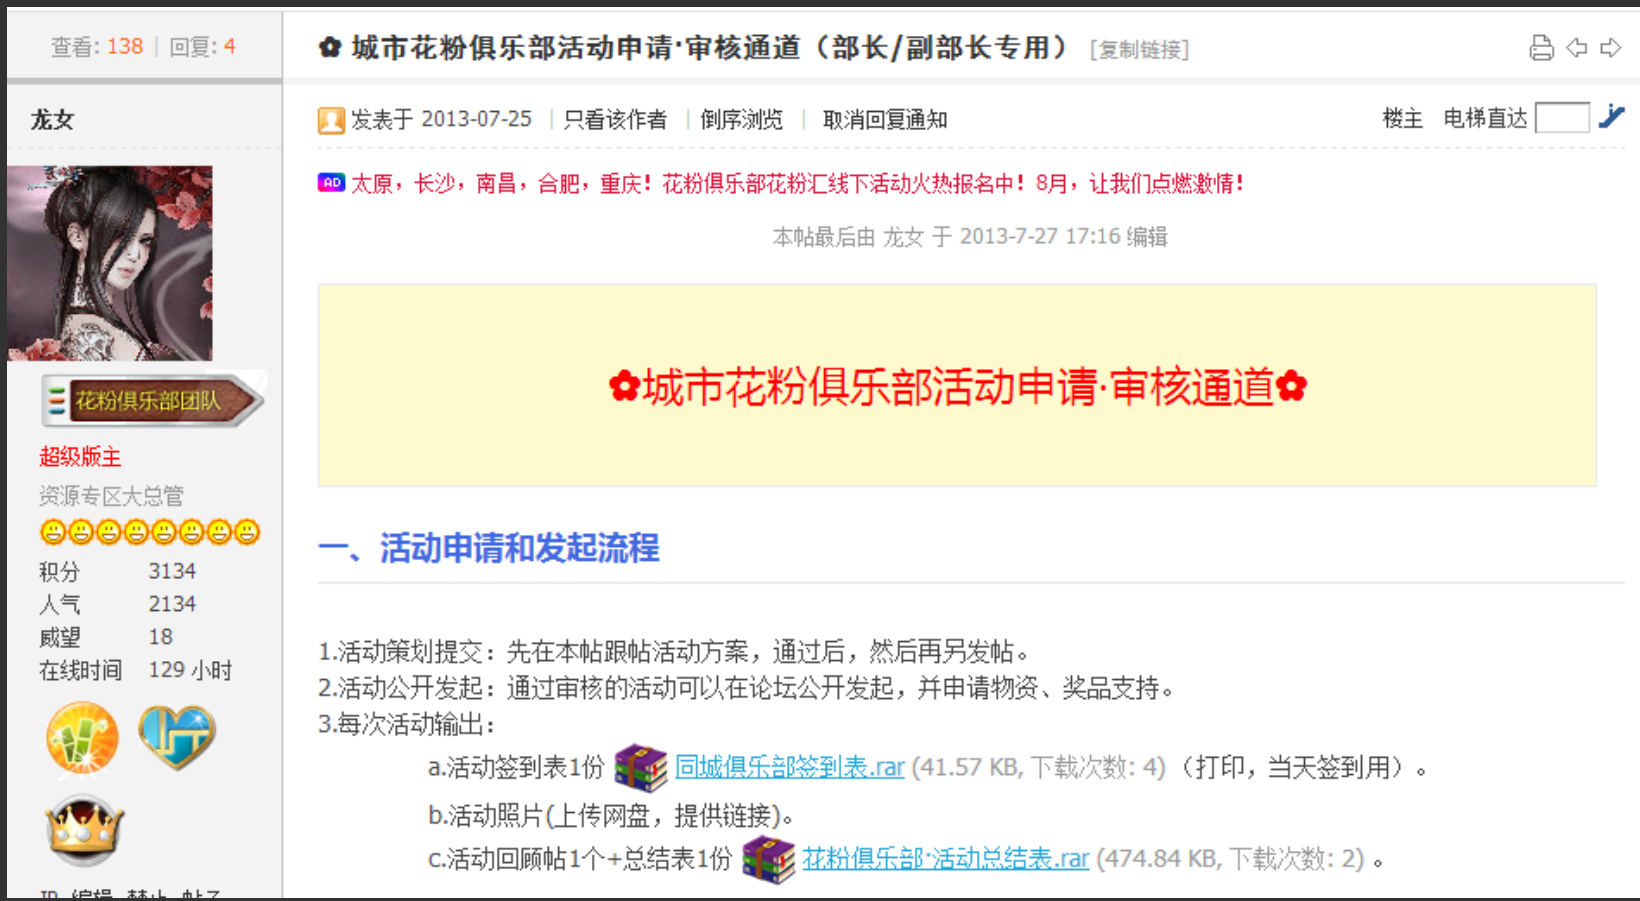 查看: 138 | 回复: 4
✿ 城市花粉俱乐部活动申请·审核通道（部长/副部长专用） [复制链接]
龙女
发表于 2013-07-25 | 只看该作者 | 倒序浏览 | 取消回复通知
楼主 电梯直达
AD 太原，长沙，南昌，合肥，重庆！花粉俱乐部花粉汇线下活动火热报名中！8月，让我们点燃激情！
本帖最后由 龙女 于 2013-7-27 17:16 编辑
✿城市花粉俱乐部活动申请·审核通道✿
花粉俱乐部团队
超级版主
资源专区大总管
积分 3134
人气 2134
威望 18
在线时间 129 小时
IP 编辑 禁止 帖子
一、活动申请和发起流程
1.活动策划提交：先在本帖跟帖活动方案，通过后，然后再另发帖。
2.活动公开发起：通过审核的活动可以在论坛公开发起，并申请物资、奖品支持。
3.每次活动输出：
a.活动签到表1份 同城俱乐部签到表.rar (41.57 KB, 下载次数: 4)（打印，当天签到用）。
b.活动照片(上传网盘，提供链接)。
c.活动回顾帖1个+总结表1份 花粉俱乐部·活动总结表.rar (474.84 KB, 下载次数: 2) 。